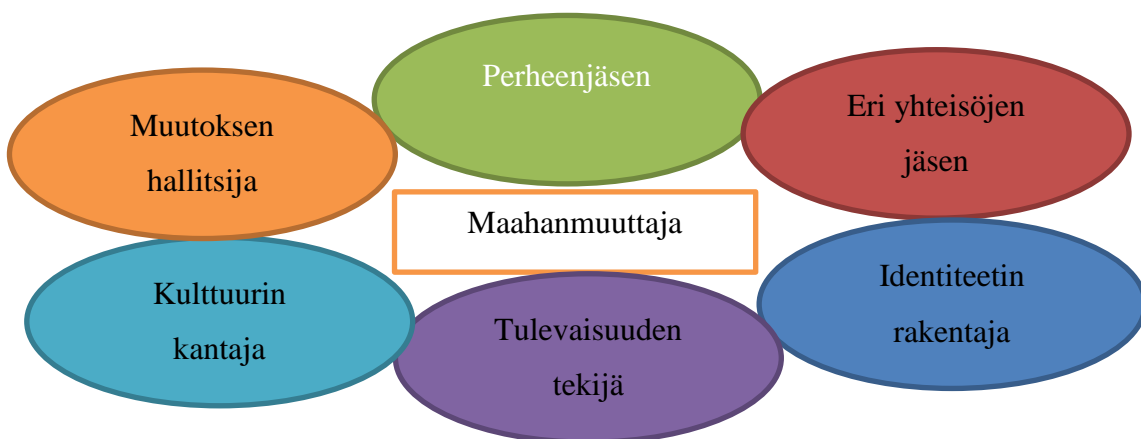 Perheenjäsen
Muutoksen
hallitsija
Eri yhteisöjen
jäsen
Maahanmuuttaja
Kulttuurin
kantaja
Tulevaisuuden
tekijä
Identiteetin
rakentaja